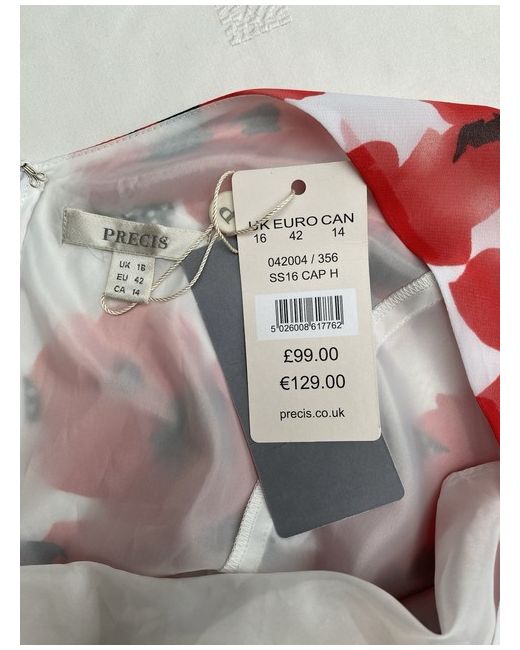 PRECIS
UK 16
EU 42
CA 14
UK EURO CAN
16 42 14
042004 / 356
SS16 CAP H
5 026008 617762
£99.00
€129.00
precis.co.uk